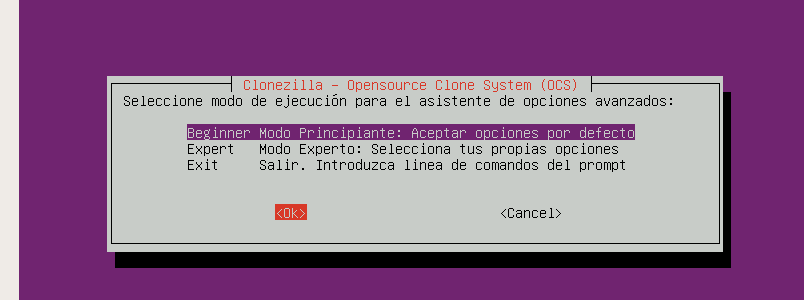 Clonezilla - Opensource Clone System (OCS)
Seleccione modo de ejecución para el asistente de opciones avanzados:
Beginner Modo Principiante: Aceptar opciones por defecto
Expert Modo Experto: Selecciona tus propias opciones
Exit Salir. Introduzca linea de comandos del prompt
<Ok> <Cancel>